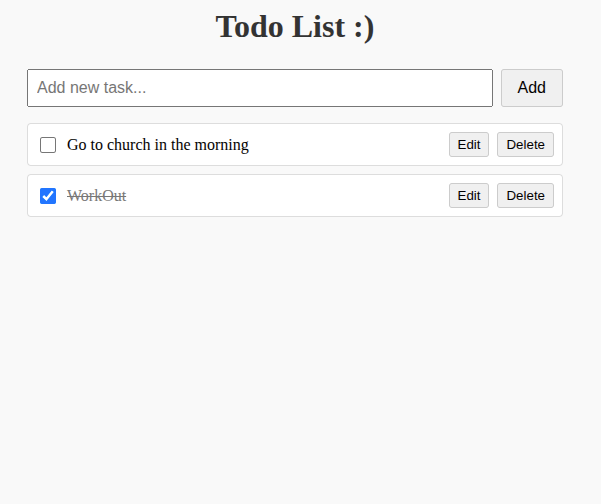 Todo List :)
Add new task...
Add
Go to church in the morning
Edit
Delete
WorkOut
Edit
Delete